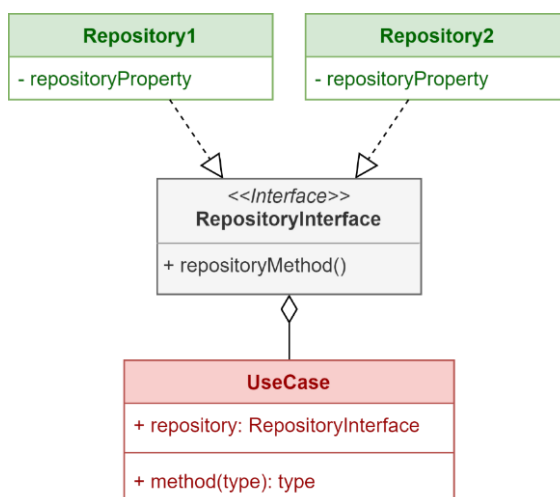 Repository1
- repositoryProperty
Repository2
- repositoryProperty
<<Interface>>
RepositoryInterface
+ repositoryMethod()
UseCase
+ repository: RepositoryInterface
+ method(type): type